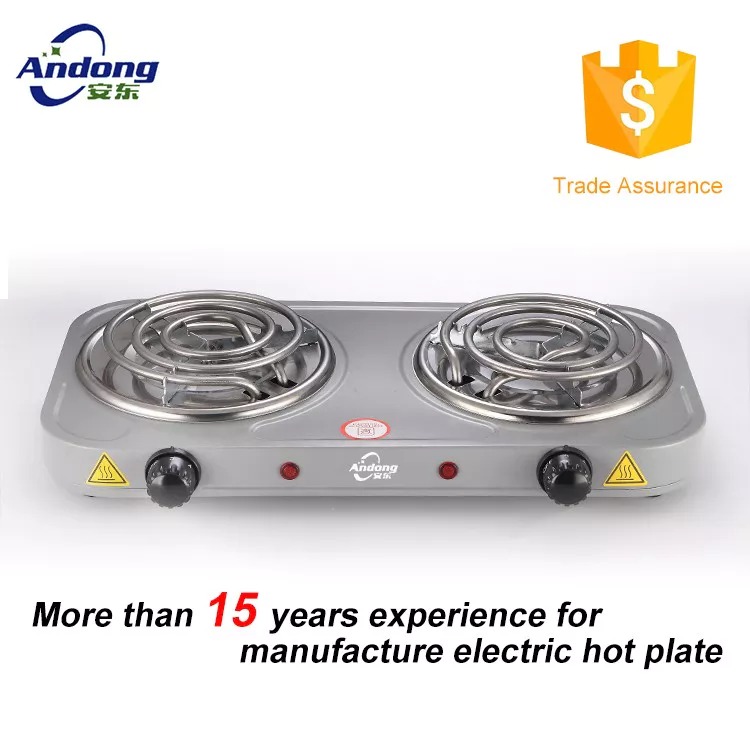 Andong
安东
$
Trade Assurance
Andong
安东
More than 15 years experience for
manufacture electric hot plate